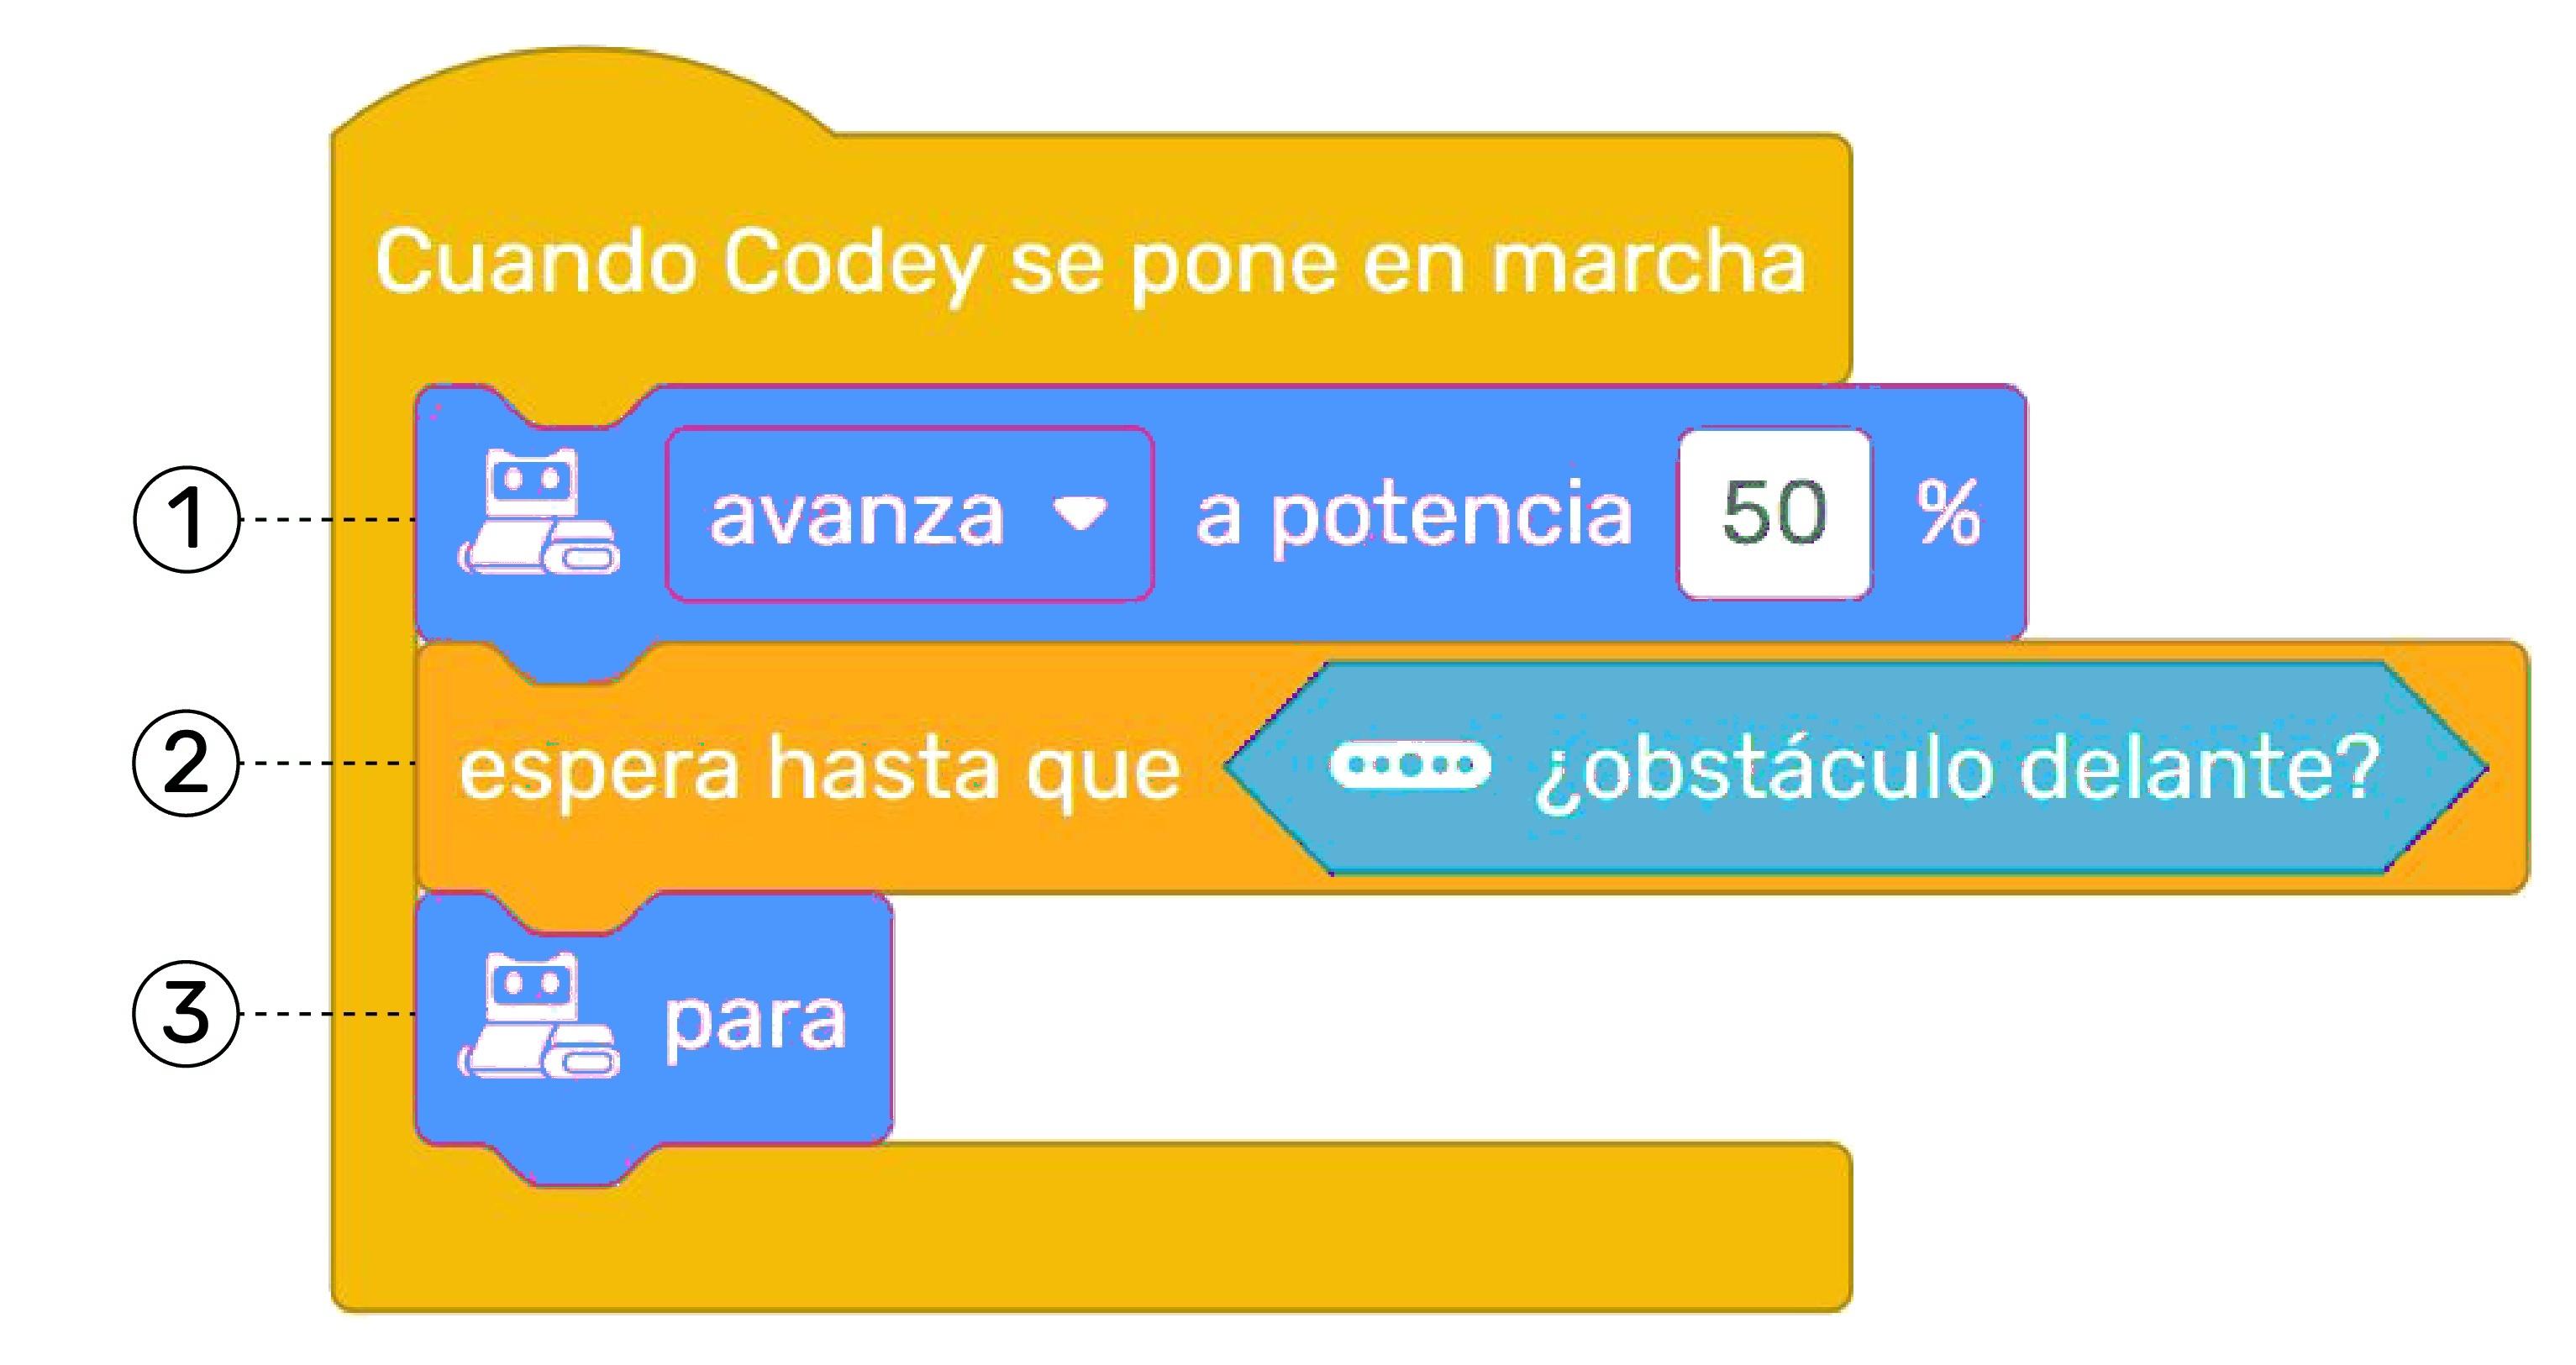 Cuando Codey se pone en marcha
1 avanza a potencia 50 %
2 espera hasta que ¿obstáculo delante?
3 para